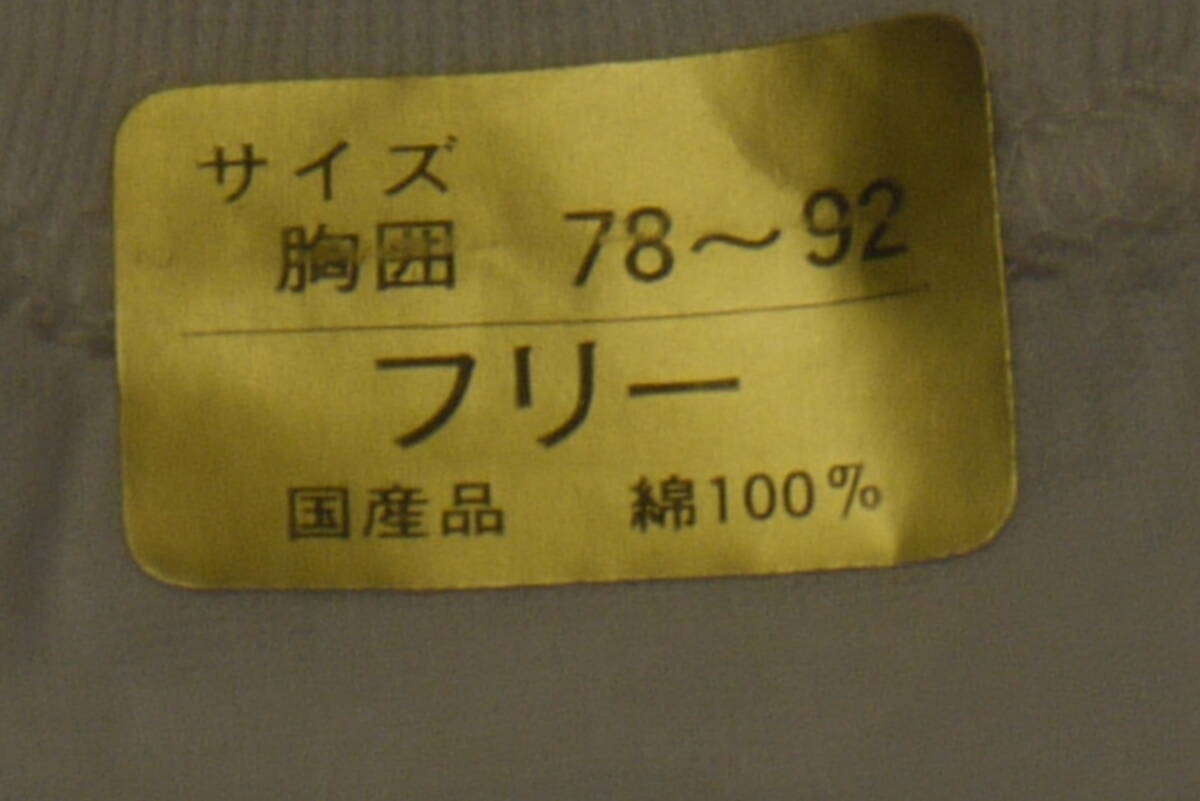 サイズ
胸囲 78～92
フリー
国産品 綿100%